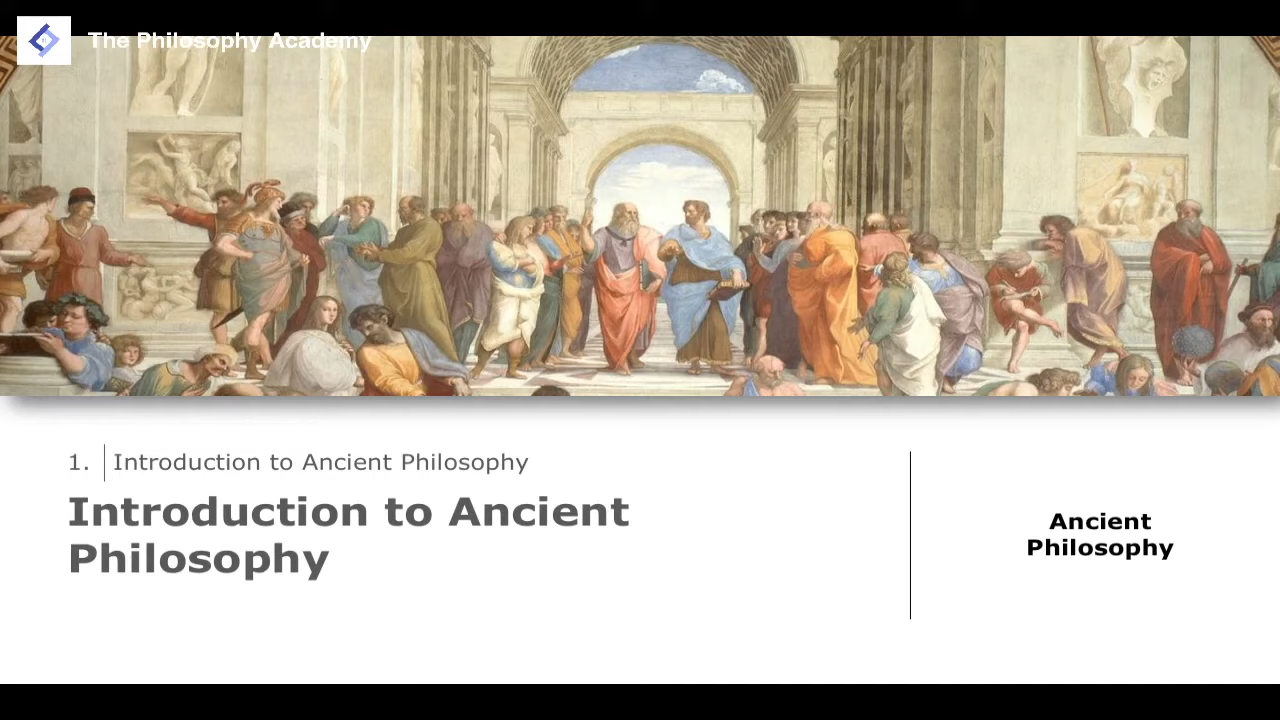 The Philosophy Academy
1. Introduction to Ancient Philosophy
Introduction to Ancient
Philosophy
Ancient
Philosophy